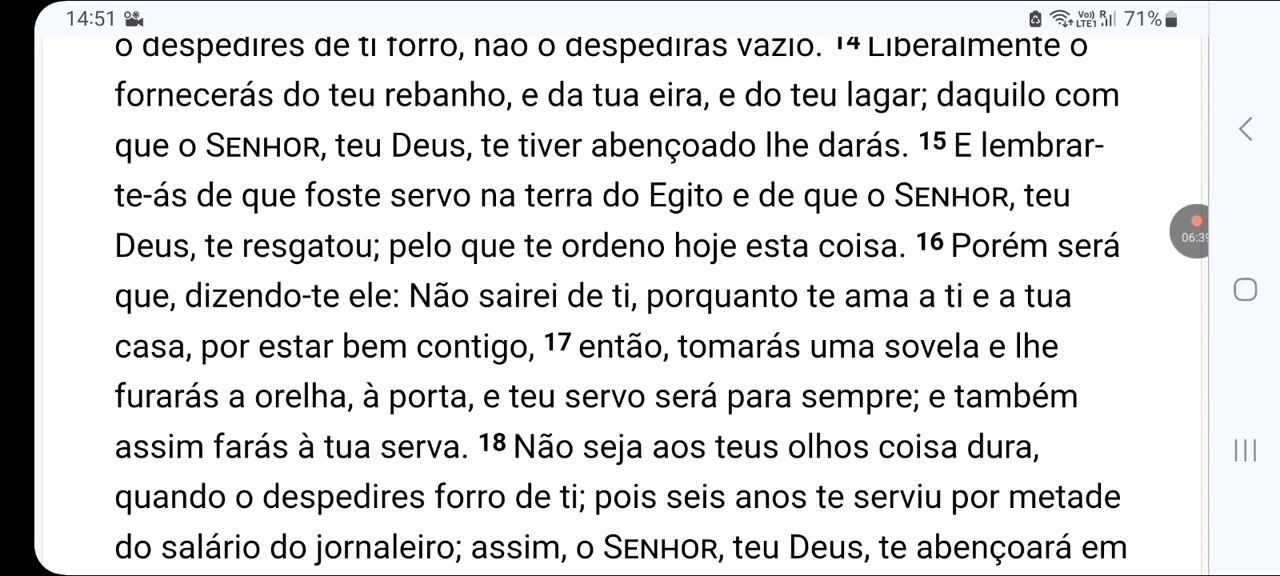 14:51
Vo)) R
LTE1
71%
o despedires de ti forro, não o despedirás vazio. 14 Liberalmente o
fornecerás do teu rebanho, e da tua eira, e do teu lagar; daquilo com
que o SENHOR, teu Deus, te tiver abençoado lhe darás. 15 E lembrar-
te-ás de que foste servo na terra do Egito e de que o SENHOR, teu
Deus, te resgatou; pelo que te ordeno hoje esta coisa. 16 Porém será
06:39
que, dizendo-te ele: Não sairei de ti, porquanto te ama a ti e a tua
casa, por estar bem contigo, 17 então, tomarás uma sovela e lhe
furarás a orelha, à porta, e teu servo será para sempre; e também
assim farás à tua serva. 18 Não seja aos teus olhos coisa dura,
quando o despedires forro de ti; pois seis anos te serviu por metade
do salário do jornaleiro; assim, o SENHOR, teu Deus, te abençoará em